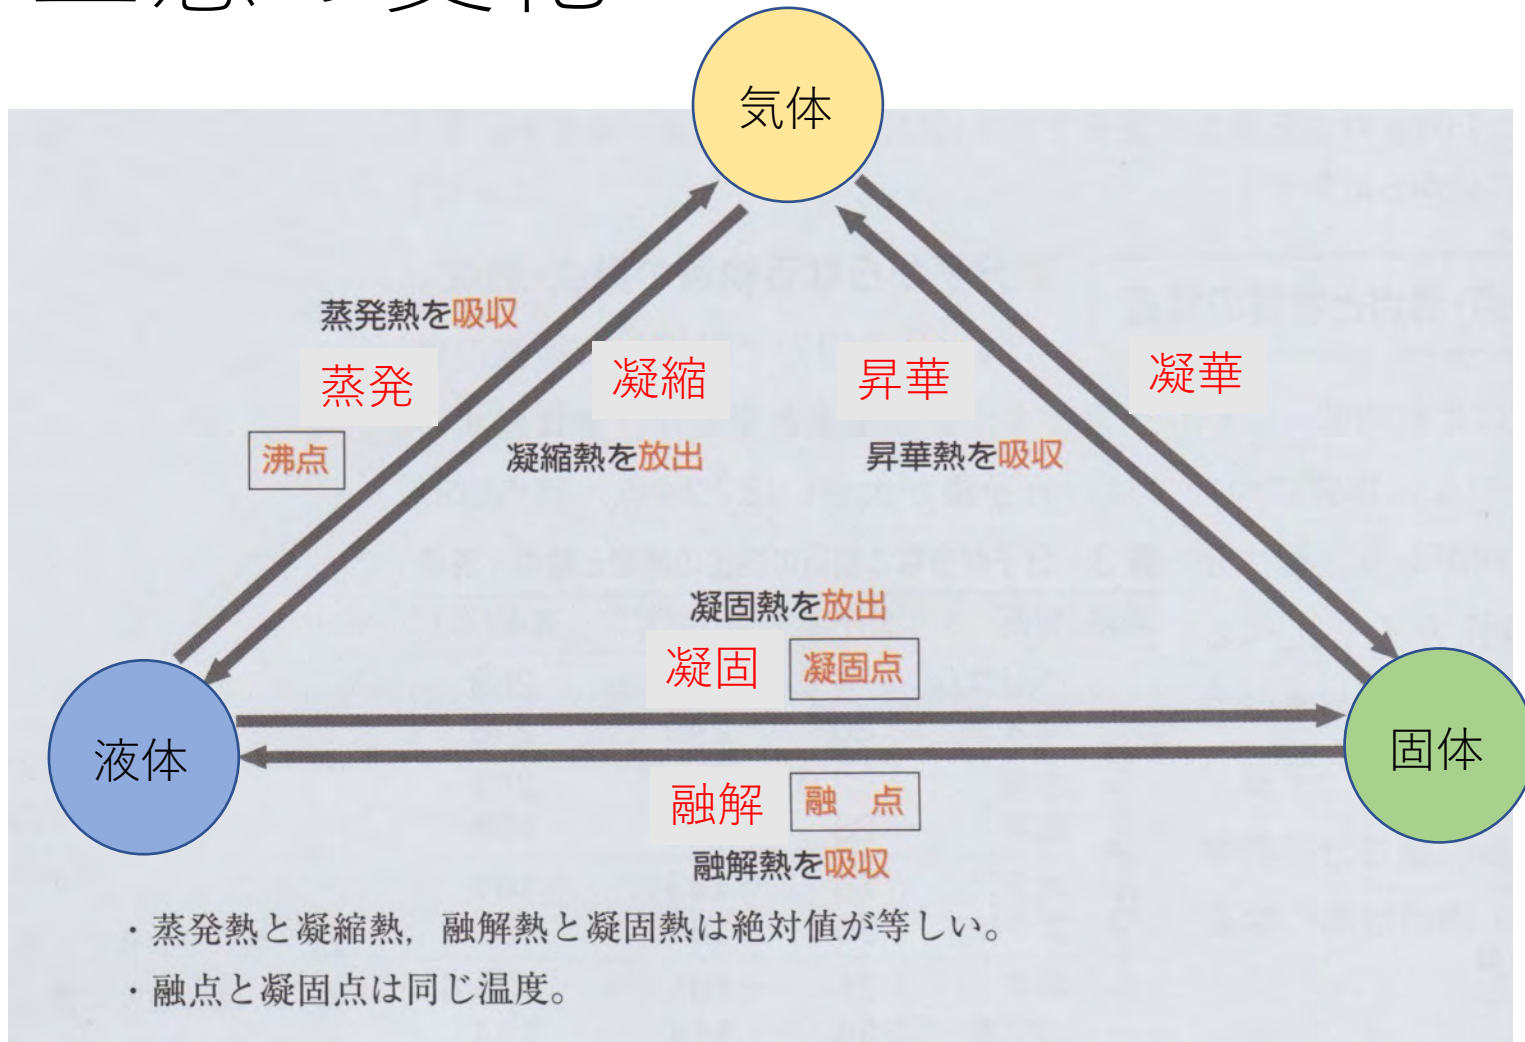 気体
蒸発熱を吸収
蒸発
凝縮
昇華
凝華
沸点
凝縮熱を放出
昇華熱を吸収
凝固熱を放出
凝固
凝固点
液体
固体
融解
融 点
融解熱を吸収
・蒸発熱と凝縮熱，融解熱と凝固熱は絶対値が等しい。
・融点と凝固点は同じ温度。